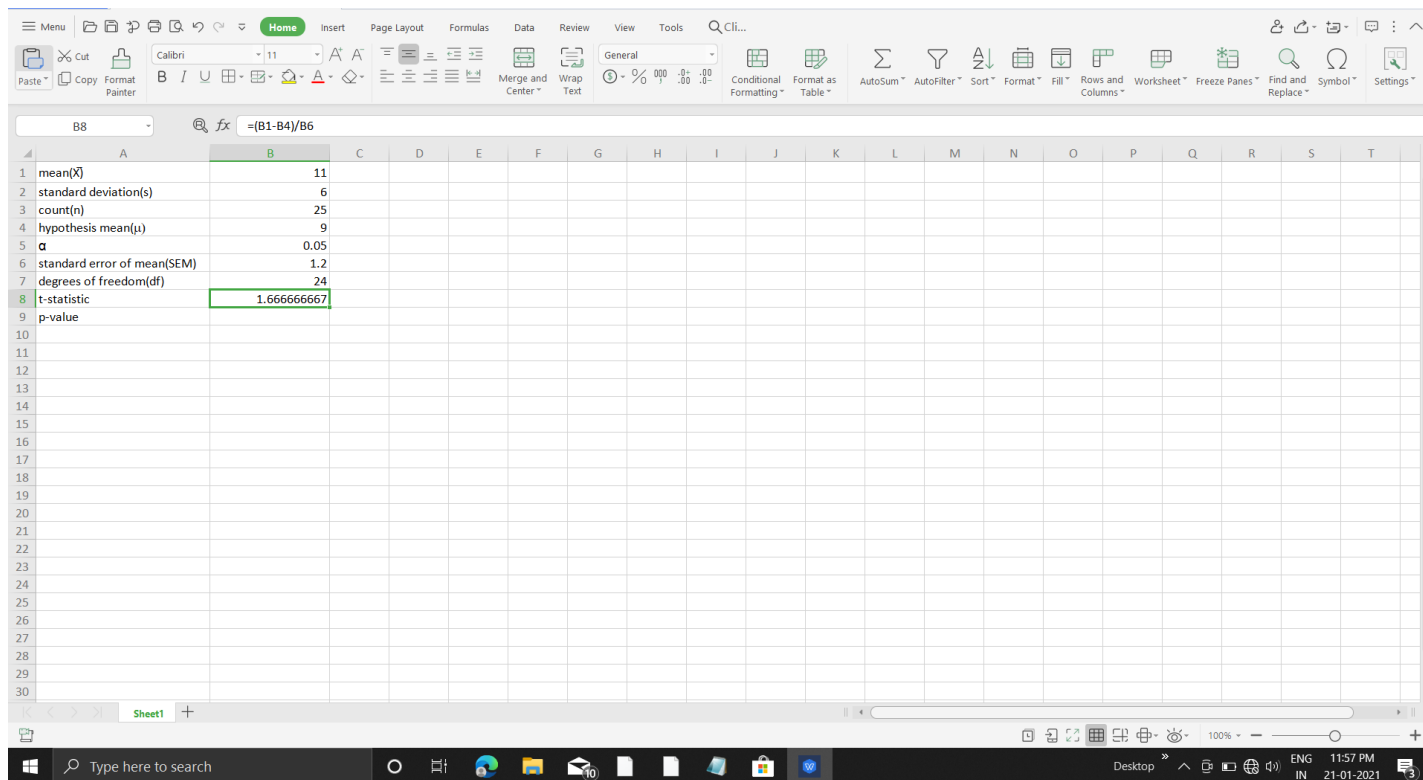 Menu Home Insert Page Layout Formulas Data Review View Tools Cli...
Paste Cut Copy Format Painter Calibri 11 A+ A- B I U A Merge and Center Wrap Text General Conditional Formatting Format as Table AutoSum AutoFilter Sort Format Fill Rows and Columns Worksheet Freeze Panes Find and Replace Symbol Settings
B8 fx =(B1-B4)/B6
A B C D E F G H I J K L M N O P Q R S T
1 mean(X̄) 11
2 standard deviation(s) 6
3 count(n) 25
4 hypothesis mean(μ) 9
5 α 0.05
6 standard error of mean(SEM) 1.2
7 degrees of freedom(df) 24
8 t-statistic 1.666666667
9 p-value
10
11
12
13
14
15
16
17
18
19
20
21
22
23
24
25
26
27
28
29
30
Sheet1
100%
Type here to search 10 Desktop ENG IN 11:57 PM 21-01-2021 3